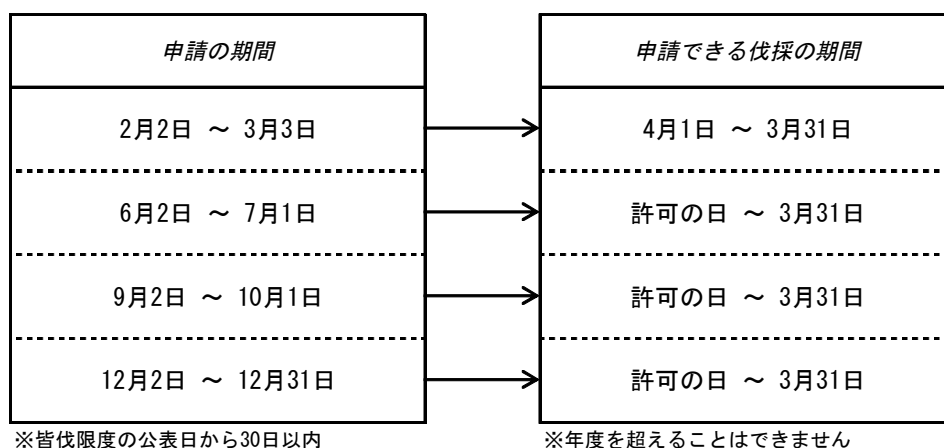 申請の期間 申請できる伐採の期間
2月2日 ～ 3月3日 4月1日 ～ 3月31日
6月2日 ～ 7月1日 許可の日 ～ 3月31日
9月2日 ～ 10月1日 許可の日 ～ 3月31日
12月2日 ～ 12月31日 許可の日 ～ 3月31日
※皆伐限度の公表日から30日以内 ※年度を超えることはできません